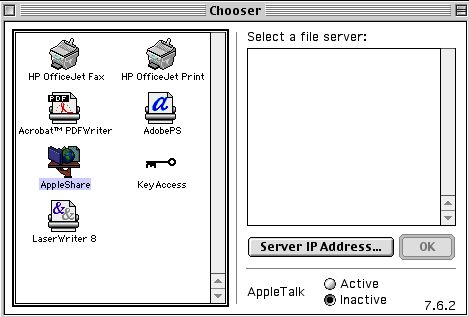 Chooser
HP OfficeJet Fax
HP OfficeJet Print
PDF
Acrobat™ PDFWriter
a
AdobePS
AppleShare
KeyAccess
&&
LaserWriter 8
Select a file server:
Server IP Address...
OK
AppleTalk
Active
Inactive
7.6.2